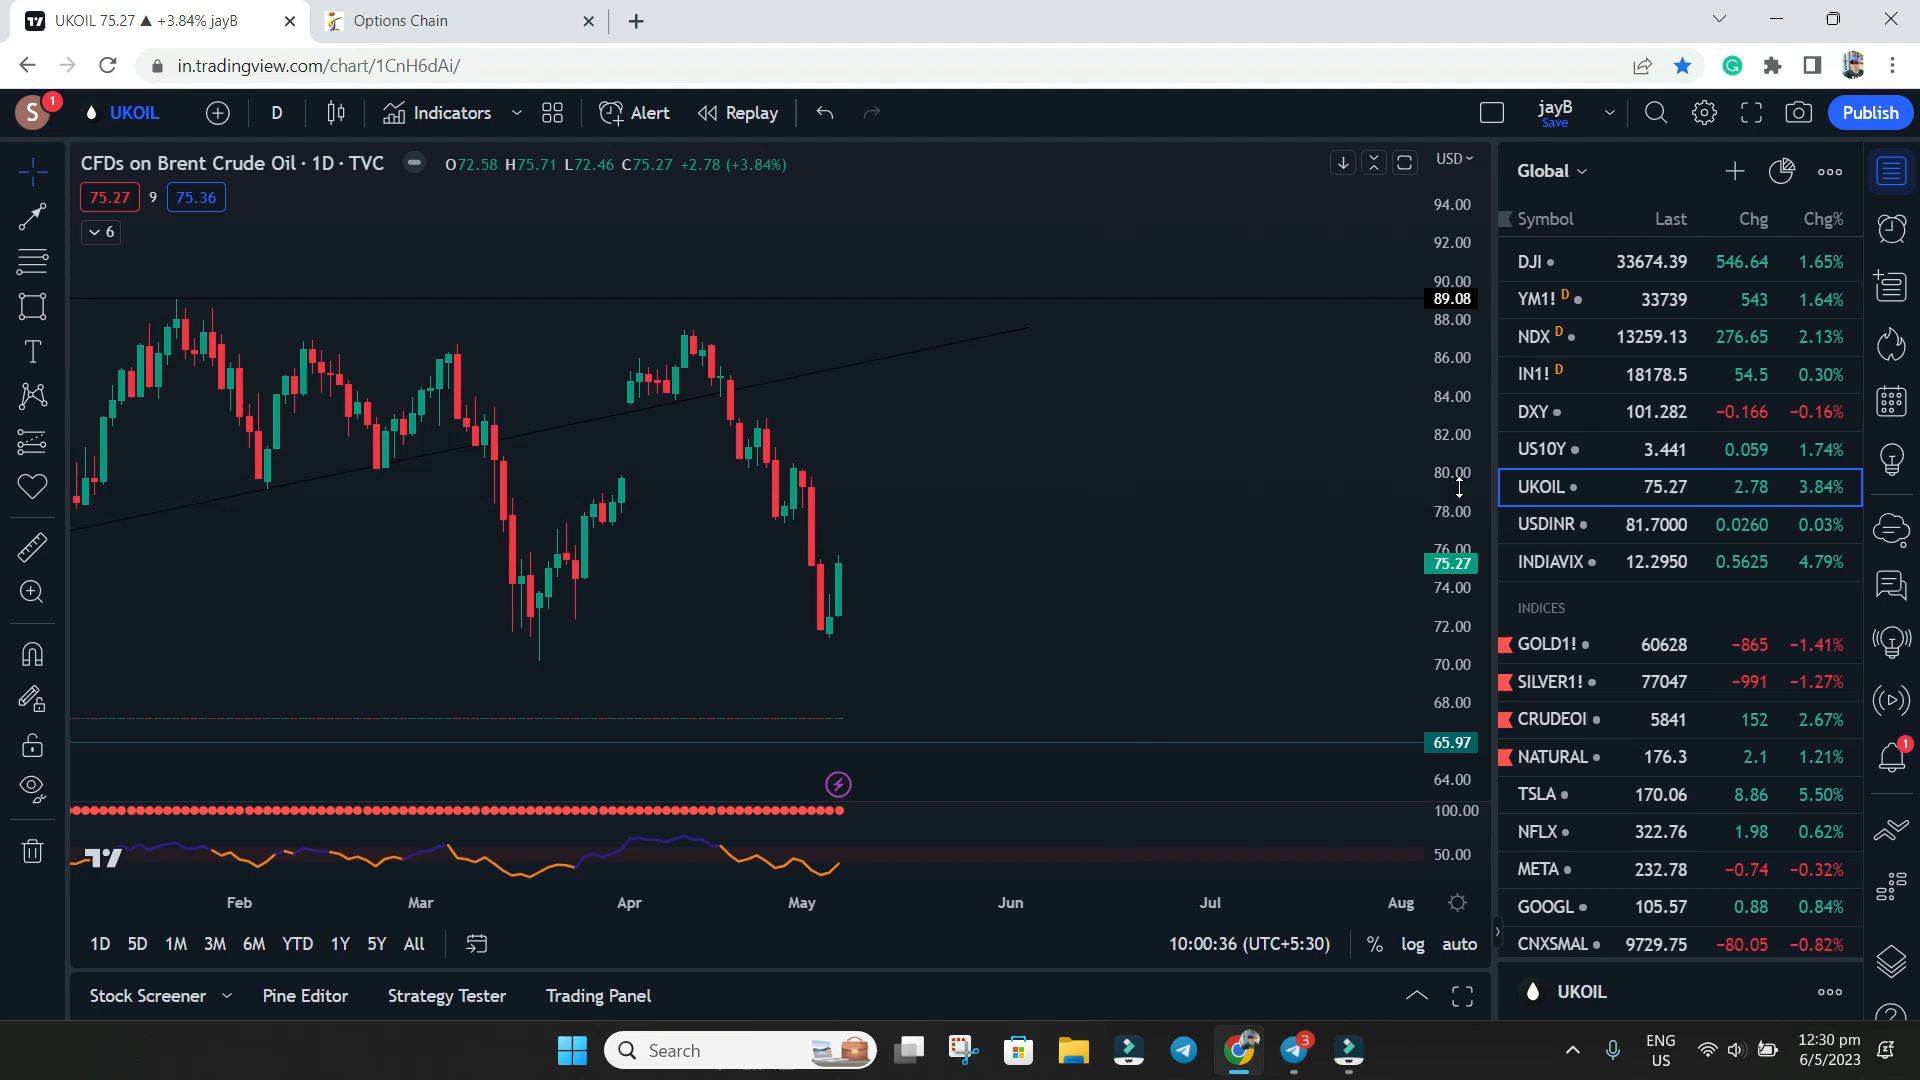 UKOIL 75.27 ▲ +3.84% jayB
Options Chain
in.tradingview.com/chart/1CnH6dAi/
S 1
UKOIL
D
Indicators
Alert
Replay
jayB
Save
Publish
CFDs on Brent Crude Oil · 1D · TVC
O72.58 H75.71 L72.46 C75.27 +2.78 (+3.84%)
USD
75.27 9 75.36
6
94.00
92.00
90.00
89.08
88.00
86.00
84.00
82.00
80.00
78.00
76.00
75.27
74.00
72.00
70.00
68.00
65.97
64.00
100.00
50.00
Feb Mar Apr May Jun Jul Aug
1D 5D 1M 3M 6M YTD 1Y 5Y All
10:00:36 (UTC+5:30) % log auto
Stock Screener Pine Editor Strategy Tester Trading Panel
Global
Symbol Last Chg Chg%
DJI 33674.39 546.64 1.65%
YM1! D 33739 543 1.64%
NDX D 13259.13 276.65 2.13%
IN1! D 18178.5 54.5 0.30%
DXY 101.282 −0.166 −0.16%
US10Y 3.441 0.059 1.74%
UKOIL 75.27 2.78 3.84%
USDINR 81.7000 0.0260 0.03%
INDIAVIX 12.2950 0.5625 4.79%
INDICES
GOLD1! 60628 −865 −1.41%
SILVER1! 77047 −991 −1.27%
CRUDEOI 5841 152 2.67%
NATURAL 176.3 2.1 1.21%
TSLA 170.06 8.86 5.50%
NFLX 322.76 1.98 0.62%
META 232.78 −0.74 −0.32%
GOOGL 105.57 0.88 0.84%
CNXSMAL 9729.75 −80.05 −0.82%
UKOIL
1
Search
3
ENG
US
12:30 pm
6/5/2023